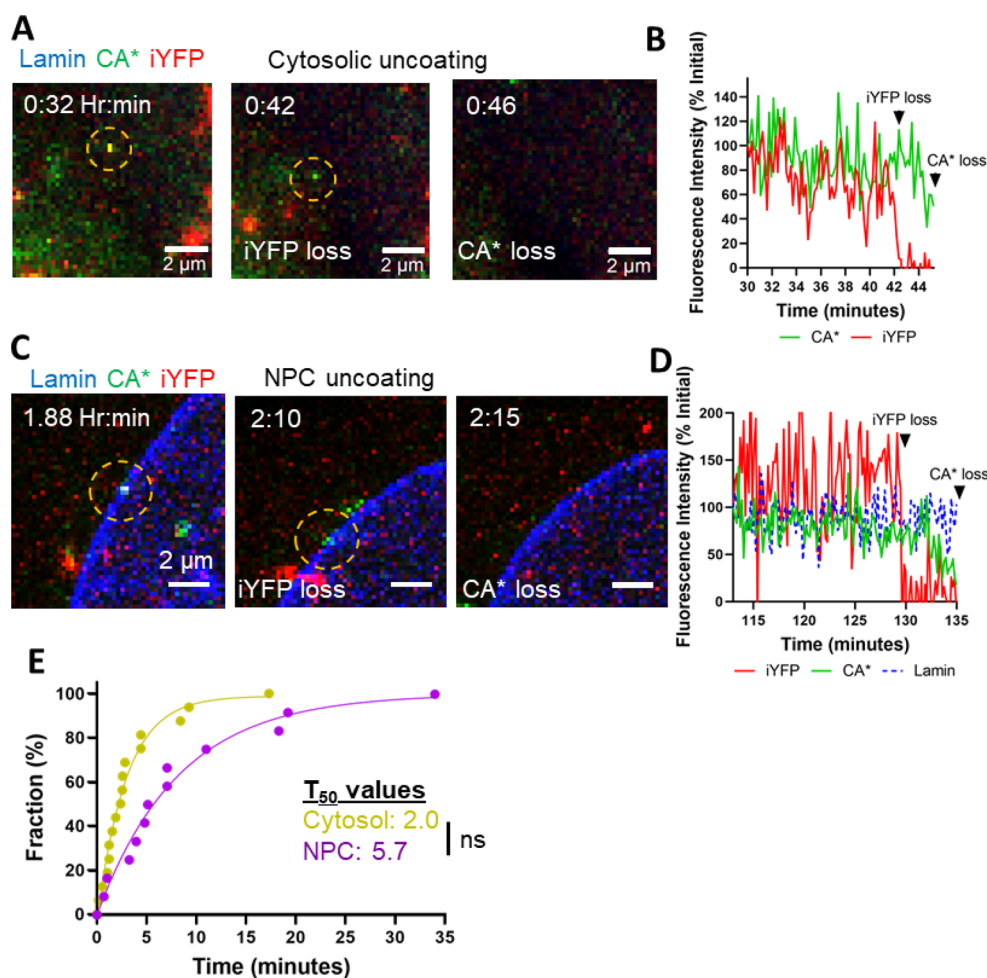 A
Lamin CA* iYFP
Cytosolic uncoating
0:32 Hr:min
2 µm
0:42
iYFP loss
2 µm
0:46
CA* loss
2 µm
B
Fluorescence Intensity (% Initial)
140
120
100
80
60
40
20
0
iYFP loss
CA* loss
30 32 34 36 38 40 42 44
Time (minutes)
CA* iYFP
C
Lamin CA* iYFP
NPC uncoating
1.88 Hr:min
2 µm
2:10
iYFP loss
2:15
CA* loss
D
Fluorescence Intensity (% Initial)
200
150
100
50
0
iYFP loss
CA* loss
115 120 125 130 135
Time (minutes)
iYFP CA* Lamin
E
Fraction (%)
100
80
60
40
20
0
T50 values
Cytosol: 2.0
NPC: 5.7
ns
0 5 10 15 20 25 30 35
Time (minutes)